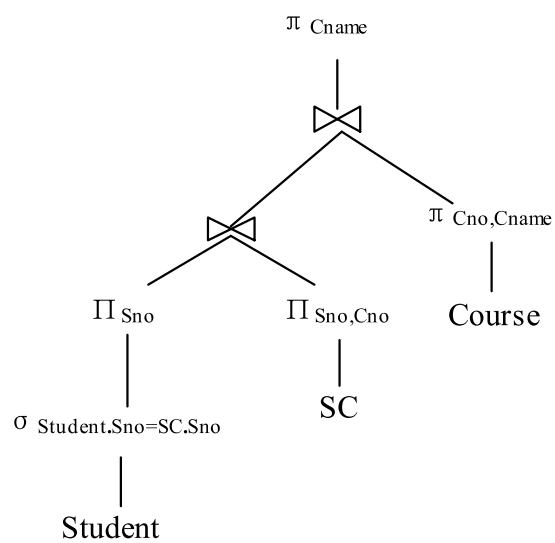 π Cname
π Cno,Cname
Π Sno
Π Sno,Cno
Course
SC
σ Student.Sno=SC.Sno
Student